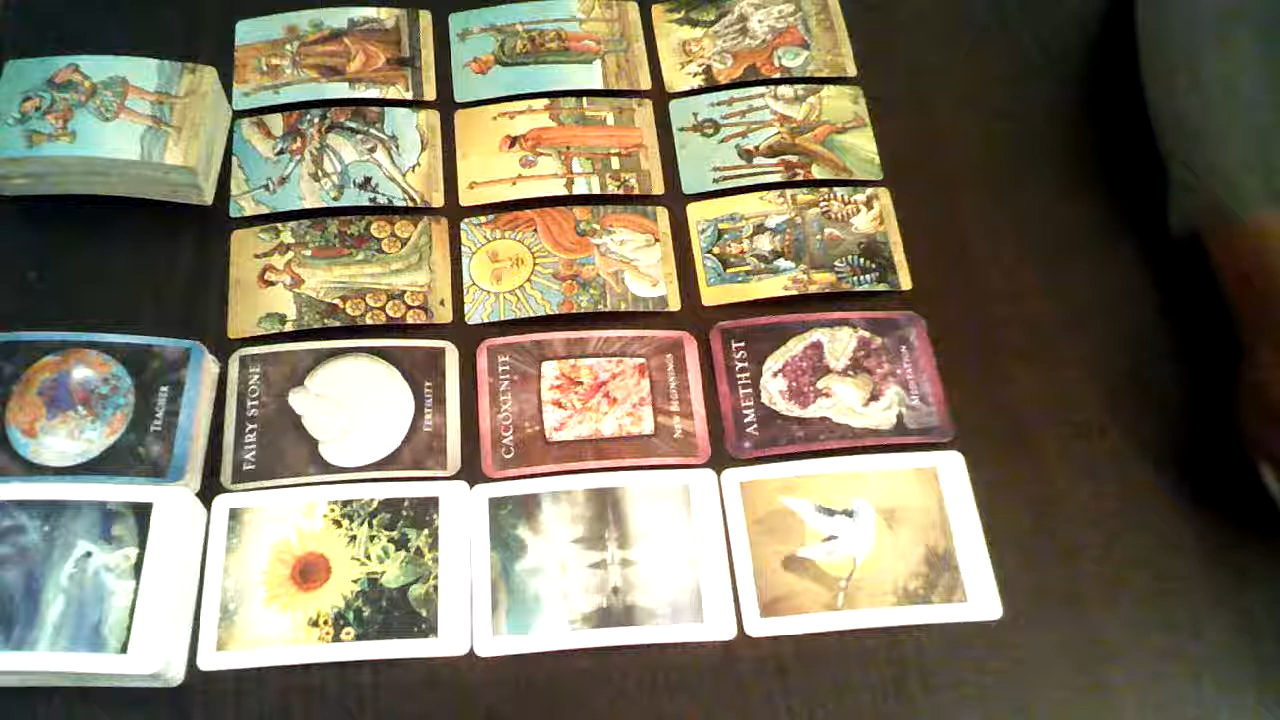 TEACHER
FAIRY STONE
FERTILITY
CACOXENITE
NEW BEGINNINGS
AMETHYST
MEDITATION